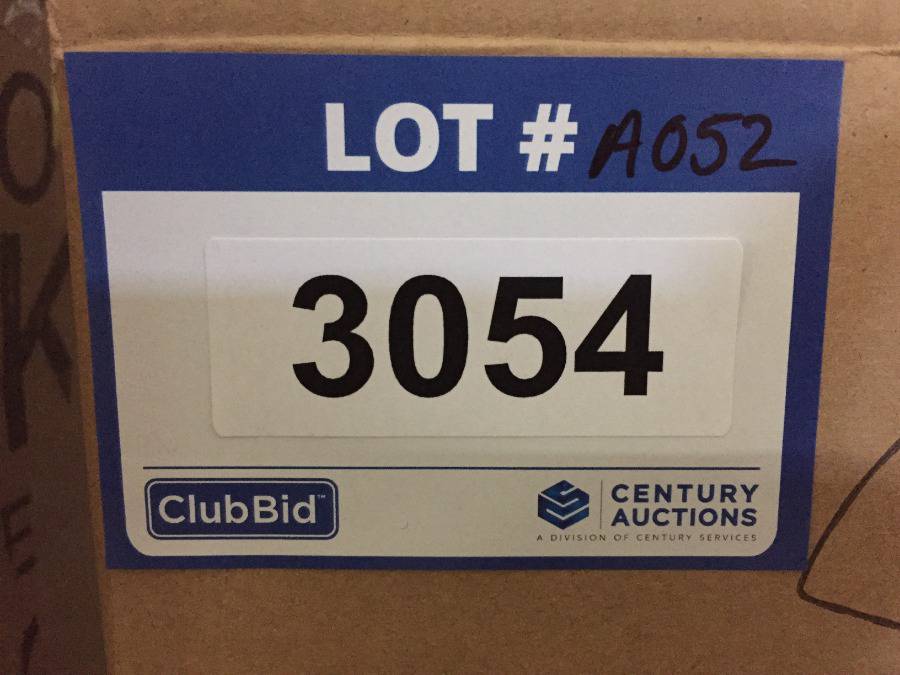 LOT # A052
3054
ClubBid™
CENTURY
AUCTIONS
A DIVISION OF CENTURY SERVICES
O
K
E